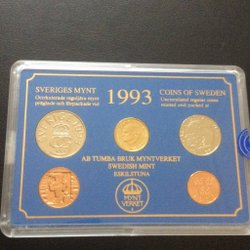 SVERIGES MYNT
Ocirkulerade reguljära mynt
präglade och förpackade vid
1993
COINS OF SWEDEN
Uncirculated regular coins
minted and packed at
AB TUMBA BRUK MYNTVERKET
SWEDISH MINT
ESKILSTUNA
MYNT
VERKET